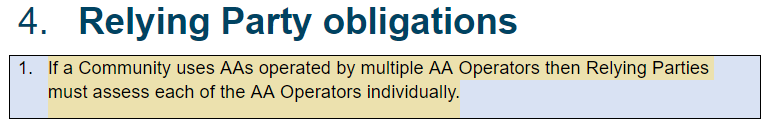 4. Relying Party obligations
1. If a Community uses AAs operated by multiple AA Operators then Relying Parties
must assess each of the AA Operators individually.